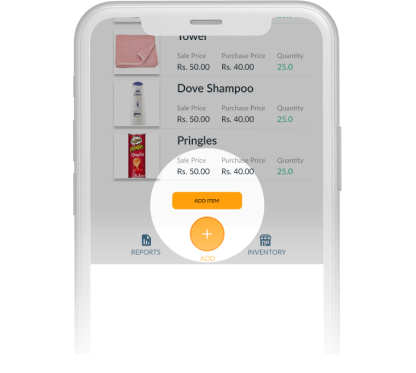 Towel
Sale Price Purchase Price Quantity
Rs. 50.00 Rs. 40.00 25.0
Dove Shampoo
Sale Price Purchase Price Quantity
Rs. 50.00 Rs. 40.00 25.0
Pringles
Sale Price Purchase Price Quantity
Rs. 50.00 Rs. 40.00 25.0
ADD ITEM
+
REPORTS ADD INVENTORY